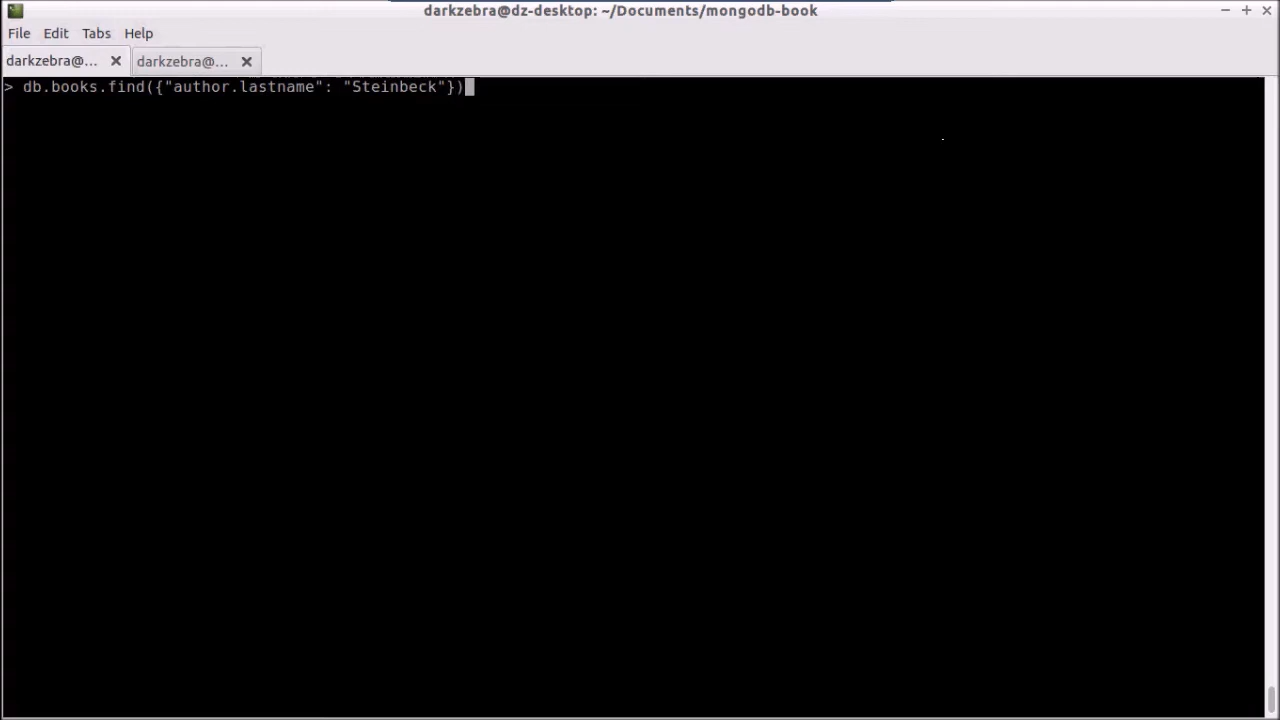 darkzebra@dz-desktop: ~/Documents/mongodb-book
File Edit Tabs Help
darkzebra@... darkzebra@...
> db.books.find({"author.lastname": "Steinbeck"})